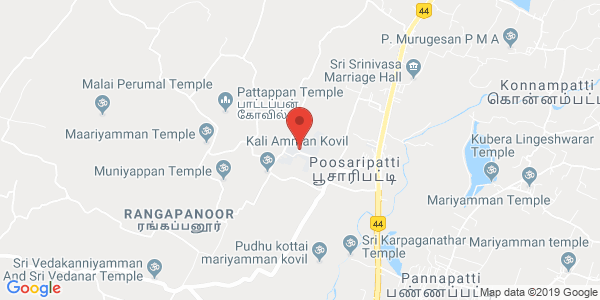 44
P. Murugesan P M A
Sri Srinivasa
Marriage Hall
Malai Perumal Temple
Pattappan Temple
பாட்டப்பன்
கோவில்
Konnampatti
கொன்னம்பட்
Maariyamman Temple
Kali Amman Kovil
Kubera Lingeshwarar
Temple
Muniyappan Temple
Poosaripatti
பூசாரிபட்டி
Mariyamman Temple
RANGAPANOOR
ரங்கப்பனூர்
44
Pudhu kottai
mariyamman kovil
Sri Karpaganathar
Temple
Mariyamman temple
Sri Vedakanniyamman
And Sri Vedanar Temple
Pannapatti
பண்ணப்பட்
Google
Map data ©2019 Google